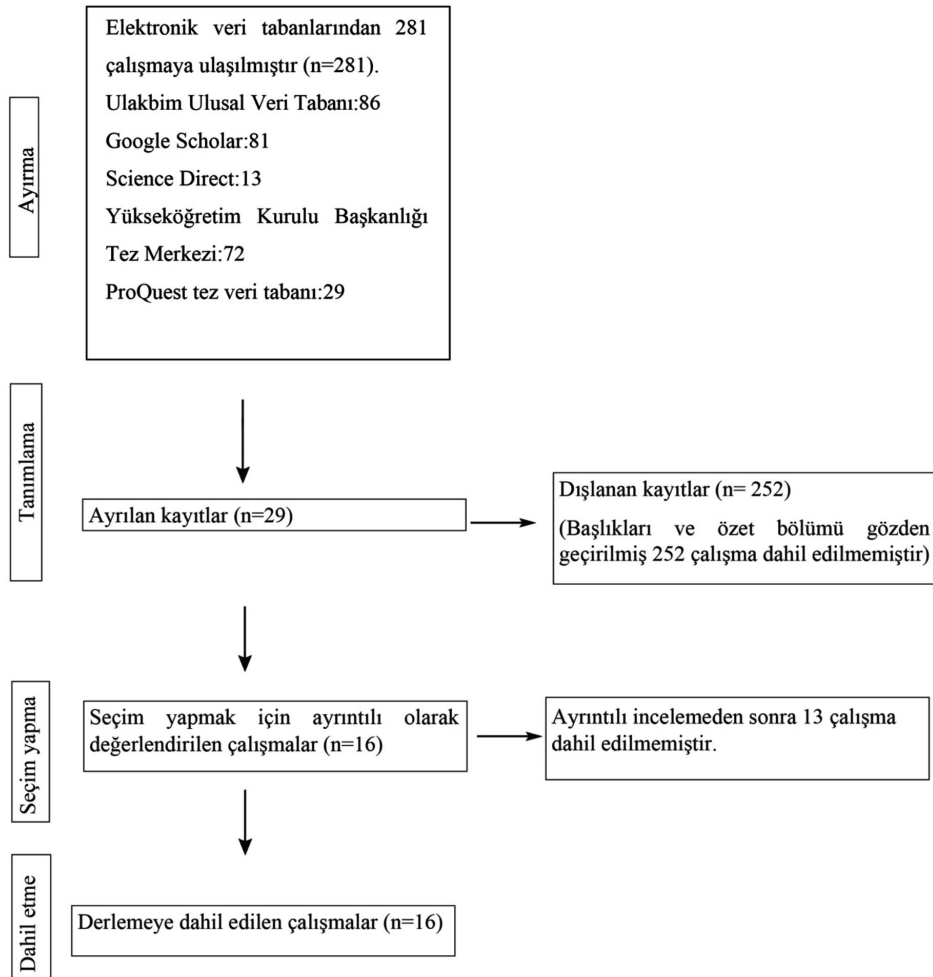 Ayırma
Elektronik veri tabanlarından 281
çalışmaya ulaşılmıştır (n=281).
Ulakbim Ulusal Veri Tabanı:86
Google Scholar:81
Science Direct:13
Yükseköğretim Kurulu Başkanlığı
Tez Merkezi:72
ProQuest tez veri tabanı:29
Tanımlama
Ayrılan kayıtlar (n=29)
Dışlanan kayıtlar (n= 252)
(Başlıkları ve özet bölümü gözden
geçirilmiş 252 çalışma dahil edilmemiştir)
Seçim yapma
Seçim yapmak için ayrıntılı olarak
değerlendirilen çalışmalar (n=16)
Ayrıntılı incelemeden sonra 13 çalışma
dahil edilmemiştir.
Dahil etme
Derlemeye dahil edilen çalışmalar (n=16)